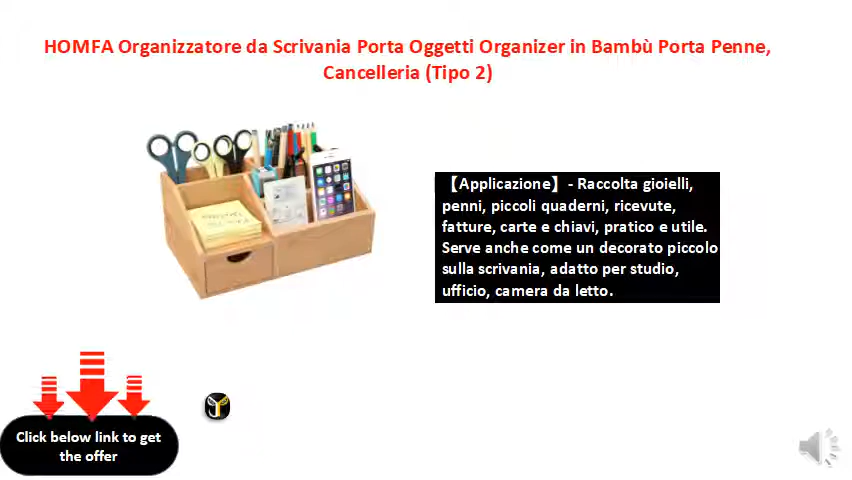 HOMFA Organizzatore da Scrivania Porta Oggetti Organizer in Bambù Porta Penne,
Cancelleria (Tipo 2)
【Applicazione】- Raccolta gioielli,
penni, piccoli quaderni, ricevute,
fatture, carte e chiavi, pratico e utile.
Serve anche come un decorato piccolo
sulla scrivania, adatto per studio,
ufficio, camera da letto.
Click below link to get
the offer